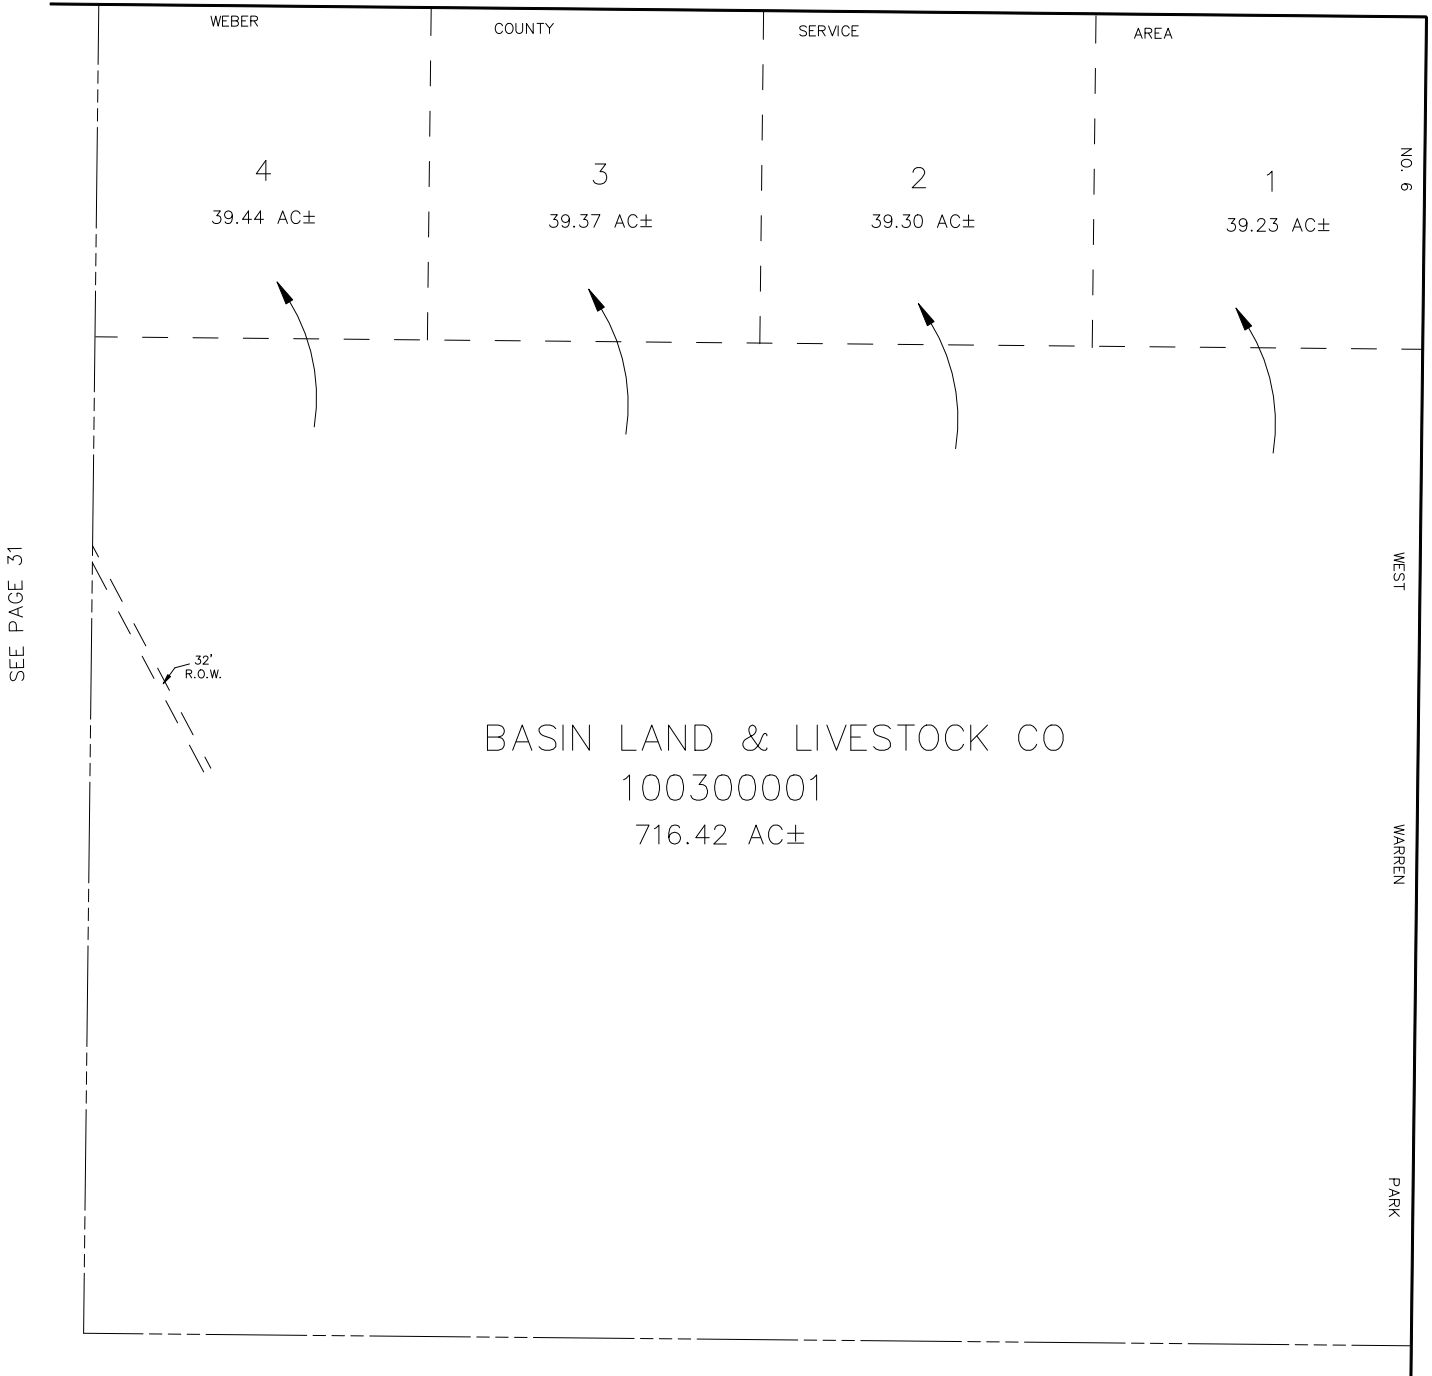 WEBER COUNTY SERVICE AREA
NO. 6
4
39.44 AC±
3
39.37 AC±
2
39.30 AC±
1
39.23 AC±
WEST
SEE PAGE 31
32'
R.O.W.
BASIN LAND & LIVESTOCK CO
100300001
716.42 AC±
WARREN
PARK